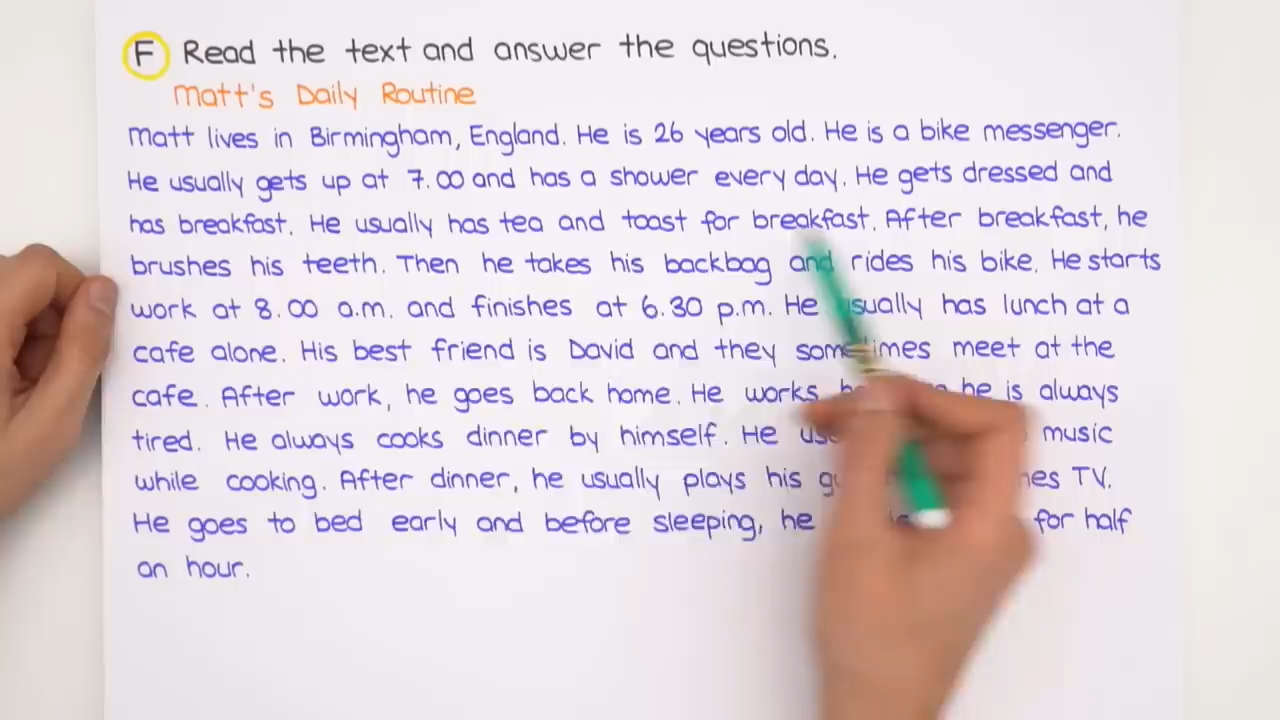 F Read the text and answer the questions.
Matt's Daily Routine
Matt lives in Birmingham, England. He is 26 years old. He is a bike messenger.
He usually gets up at 7.00 and has a shower every day. He gets dressed and
has breakfast. He usually has tea and toast for breakfast. After breakfast, he
brushes his teeth. Then he takes his backbag and rides his bike. He starts
work at 8.00 a.m. and finishes at 6.30 p.m. He usually has lunch at a
cafe alone. His best friend is David and they sometimes meet at the
cafe. After work, he goes back home. He works he is always
tired. He always cooks dinner by himself. He music
while cooking. After dinner, he usually plays his TV.
He goes to bed early and before sleeping, he for half
an hour.